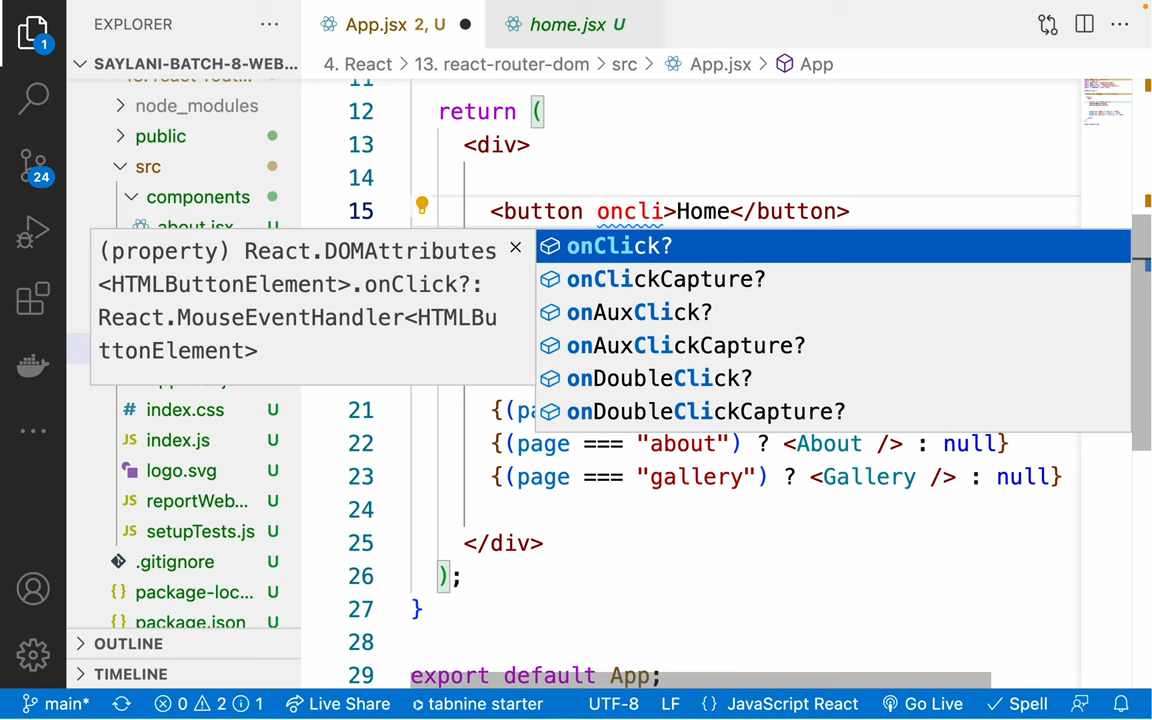 EXPLORER
App.jsx 2, U
home.jsx U
1
SAYLANI-BATCH-8-WEB...
4. React > 13. react-router-dom > src > App.jsx > App
node_modules
public
src
components
about.jsx U
24
11
12 return (
13 <div>
14
15 <button oncli>Home</button>
(property) React.DOMAttributes
<HTMLButtonElement>.onClick?:
React.MouseEventHandler<HTMLBu
ttonElement>
onClick?
onClickCapture?
onAuxClick?
onAuxClickCapture?
onDoubleClick?
onDoubleClickCapture?
index.css U
index.js U
logo.svg U
reportWeb... U
setupTests.js U
.gitignore U
package-loc... U
package.json U
OUTLINE
TIMELINE
21 {(pa
22 {(page === "about") ? <About /> : null}
23 {(page === "gallery") ? <Gallery /> : null}
24
25 </div>
26 );
27 }
28
29 export default App;
main* 0 2 1 Live Share tabnine starter UTF-8 LF {} JavaScript React Go Live Spell